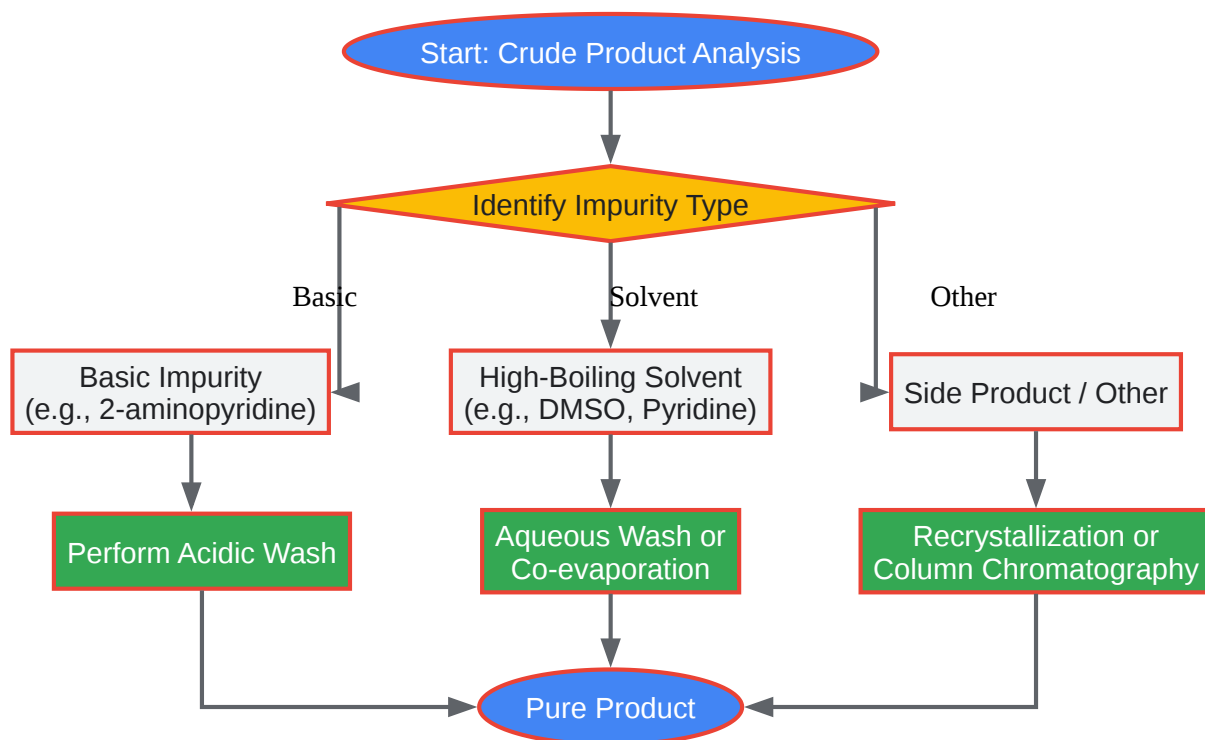 Start: Crude Product Analysis
Identify Impurity Type
Basic
Solvent
Other
Basic Impurity
(e.g., 2-aminopyridine)
High-Boiling Solvent
(e.g., DMSO, Pyridine)
Side Product / Other
Perform Acidic Wash
Aqueous Wash or
Co-evaporation
Recrystallization or
Column Chromatography
Pure Product